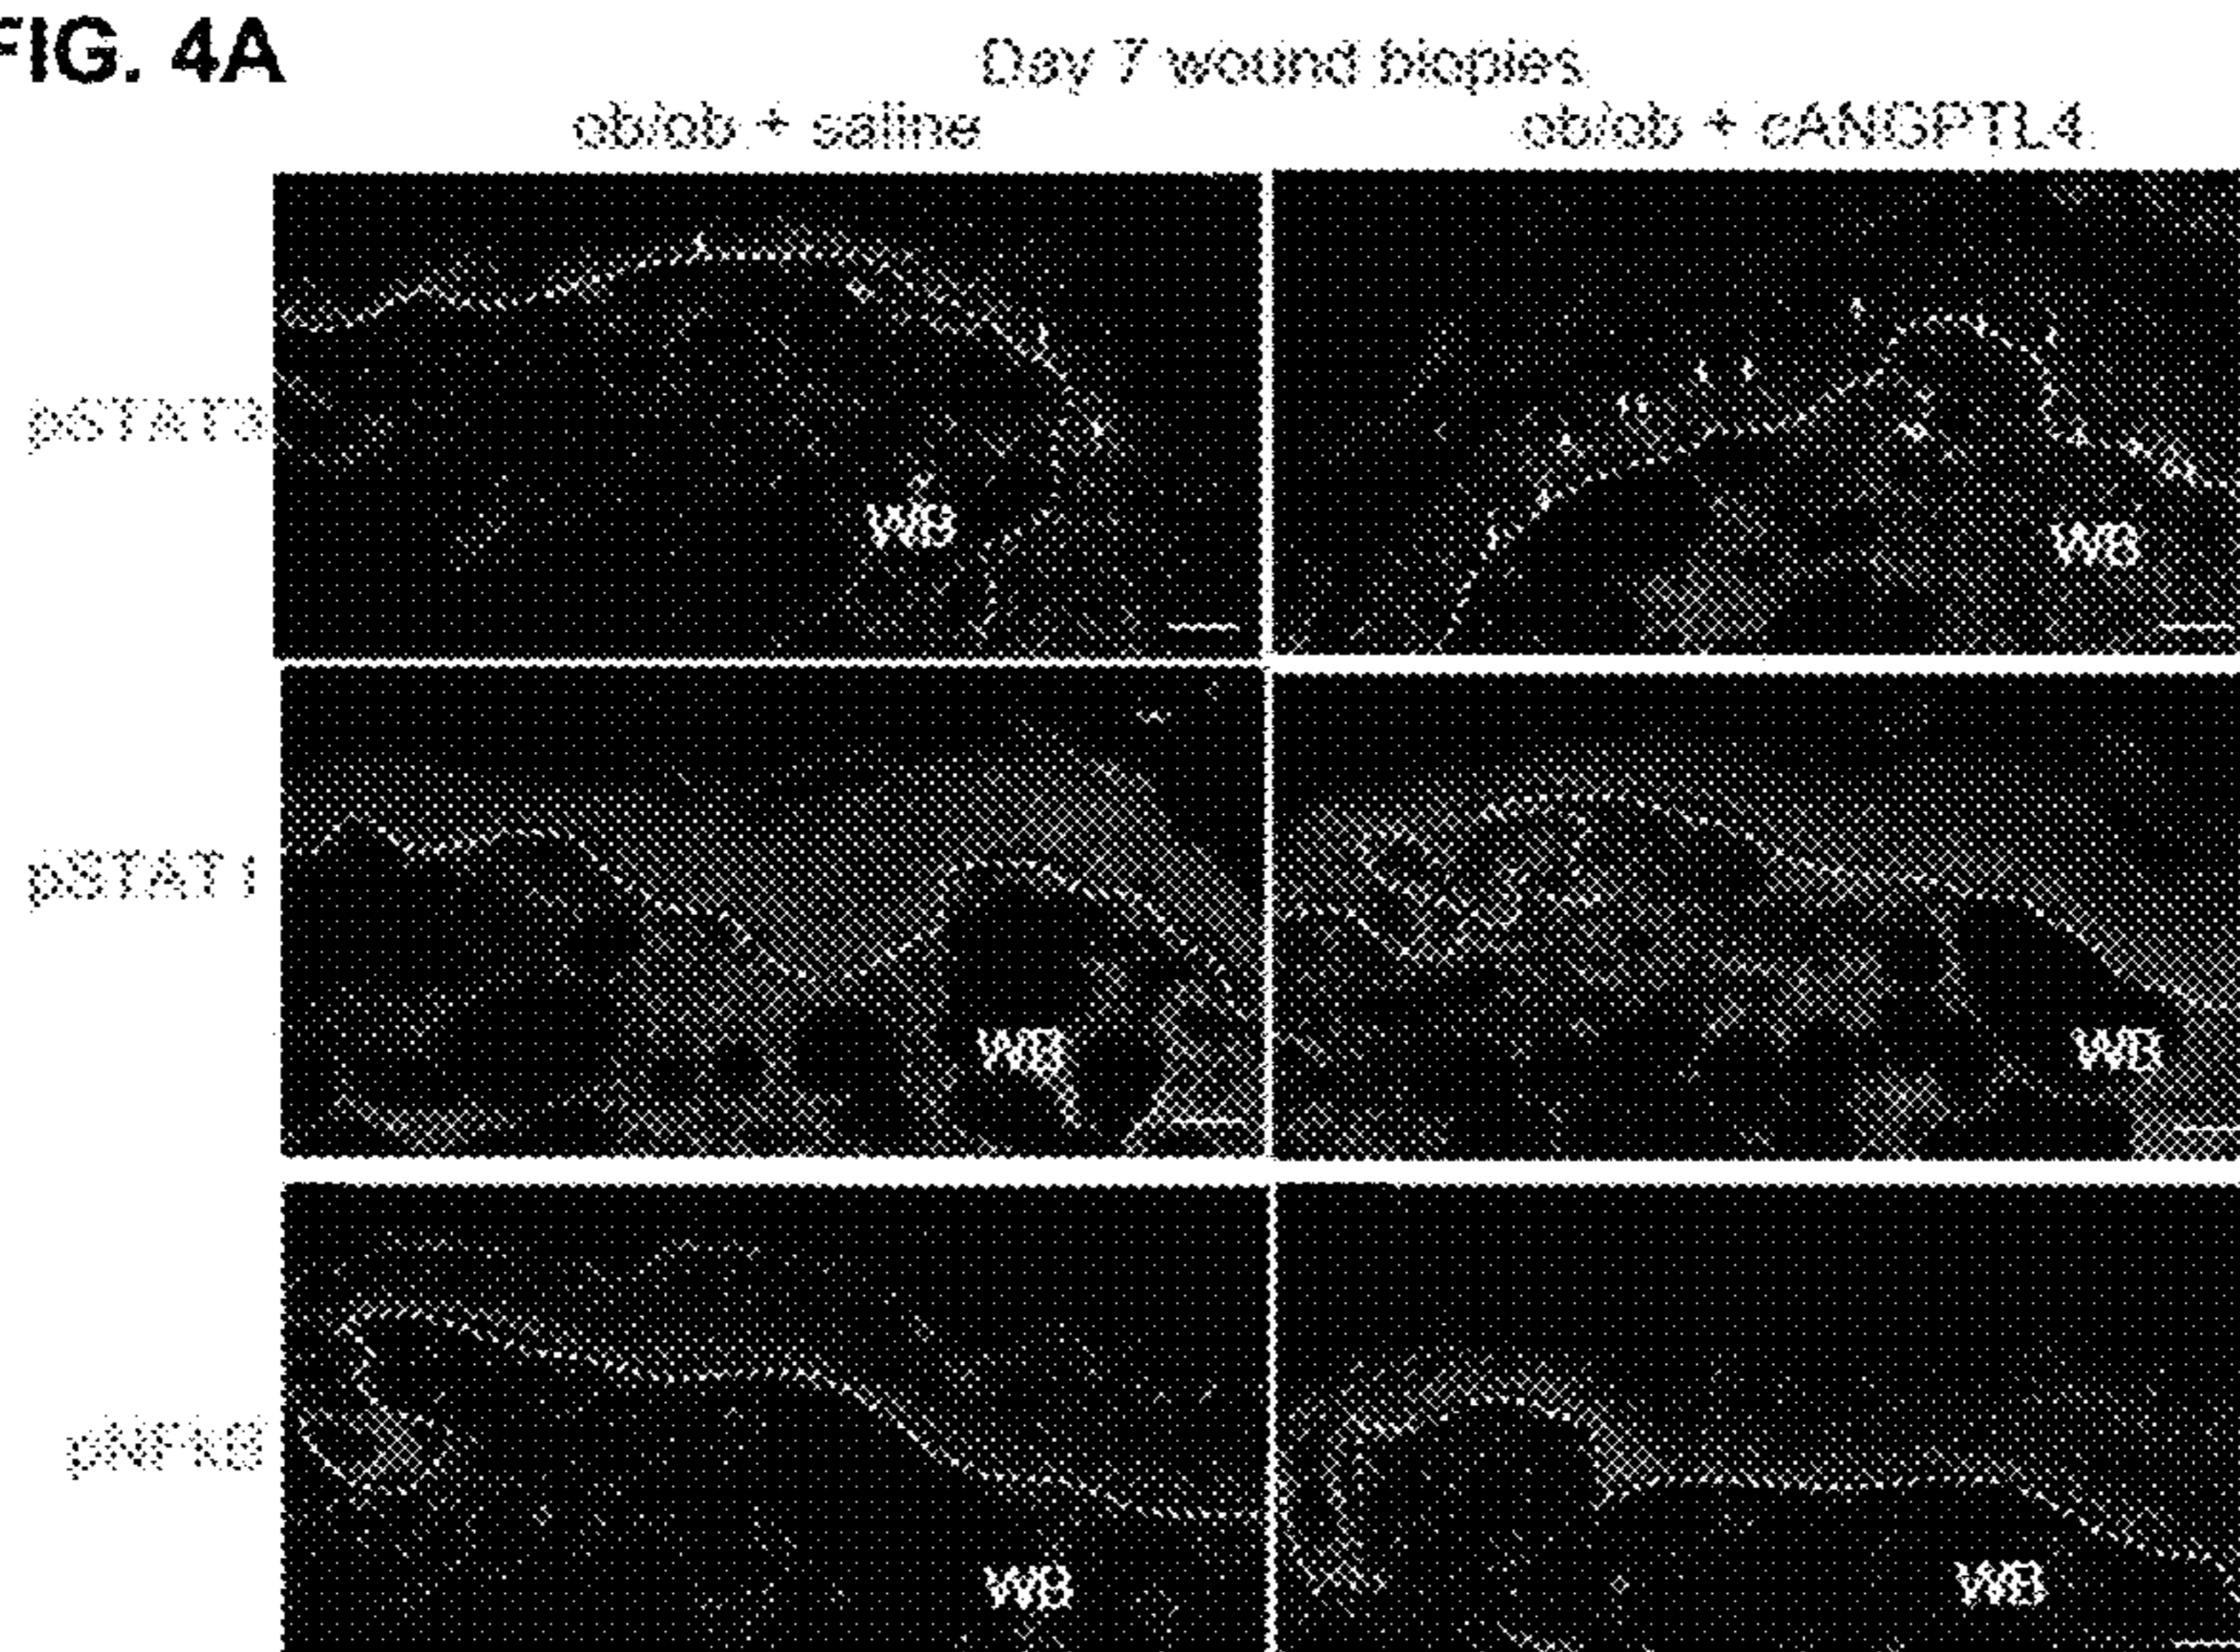 FIG. 4A
Day 7 wound biopies
ob/ob + saline
ob/ob + cANGPTL4
pSTAT3
WB
WB
pSTAT1
WB
WB
pNFkB
WB
WB